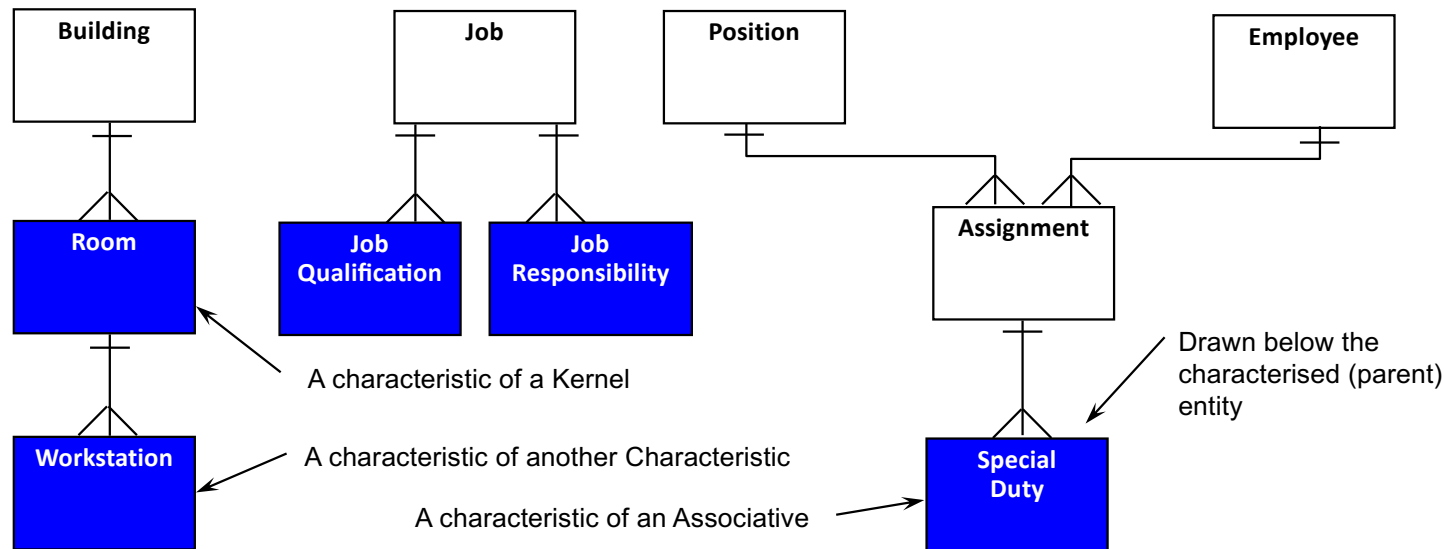 Building
Job
Position
Employee
Room
Job
Qualification
Job
Responsibility
Assignment
A characteristic of a Kernel
Drawn below the
characterised (parent)
entity
Workstation
A characteristic of another Characteristic
Special
Duty
A characteristic of an Associative